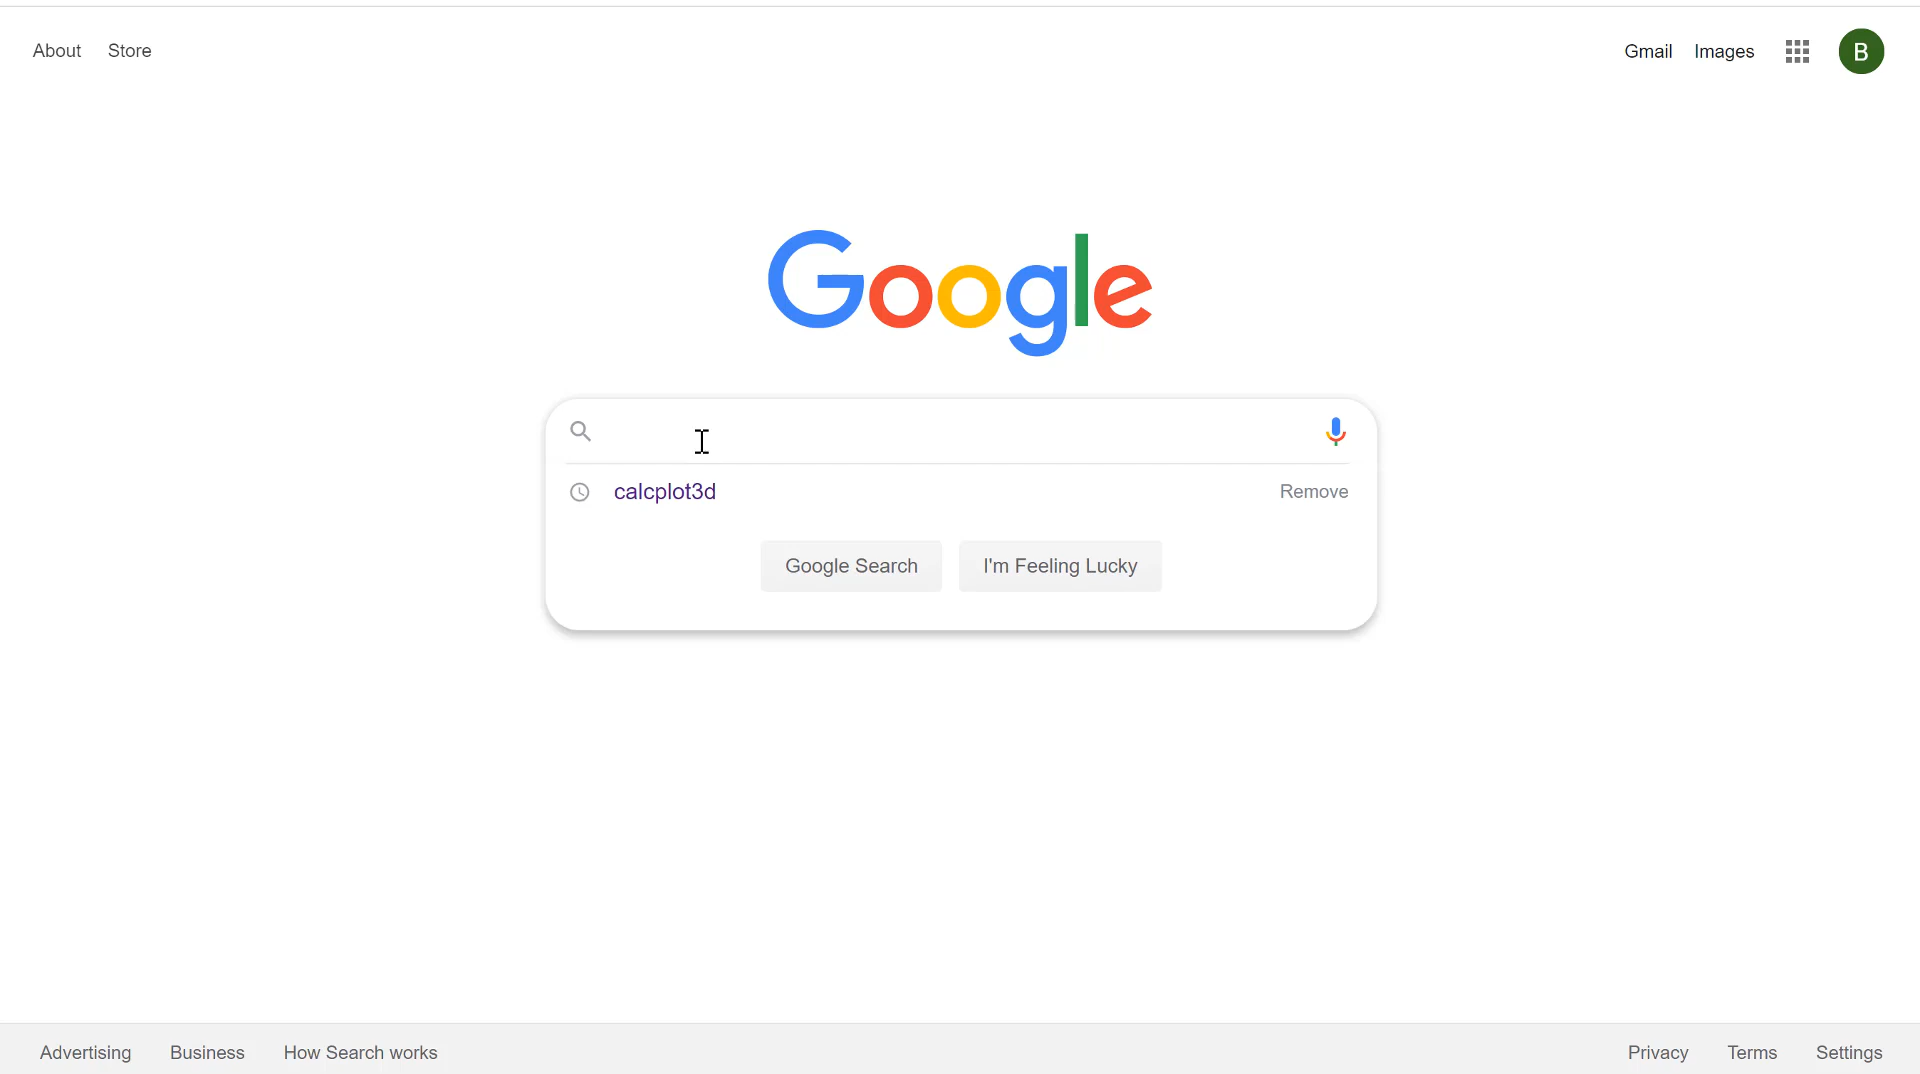 About Store
Gmail Images B
Google
calcplot3d Remove
Google Search I'm Feeling Lucky
Advertising Business How Search works
Privacy Terms Settings